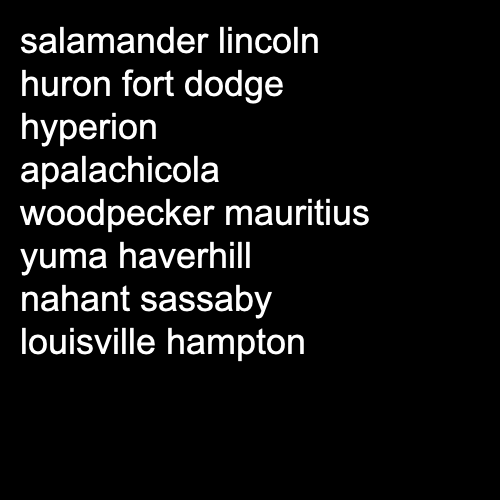 salamander lincoln
huron fort dodge
hyperion
apalachicola
woodpecker mauritius
yuma haverhill
nahant sassaby
louisville hampton